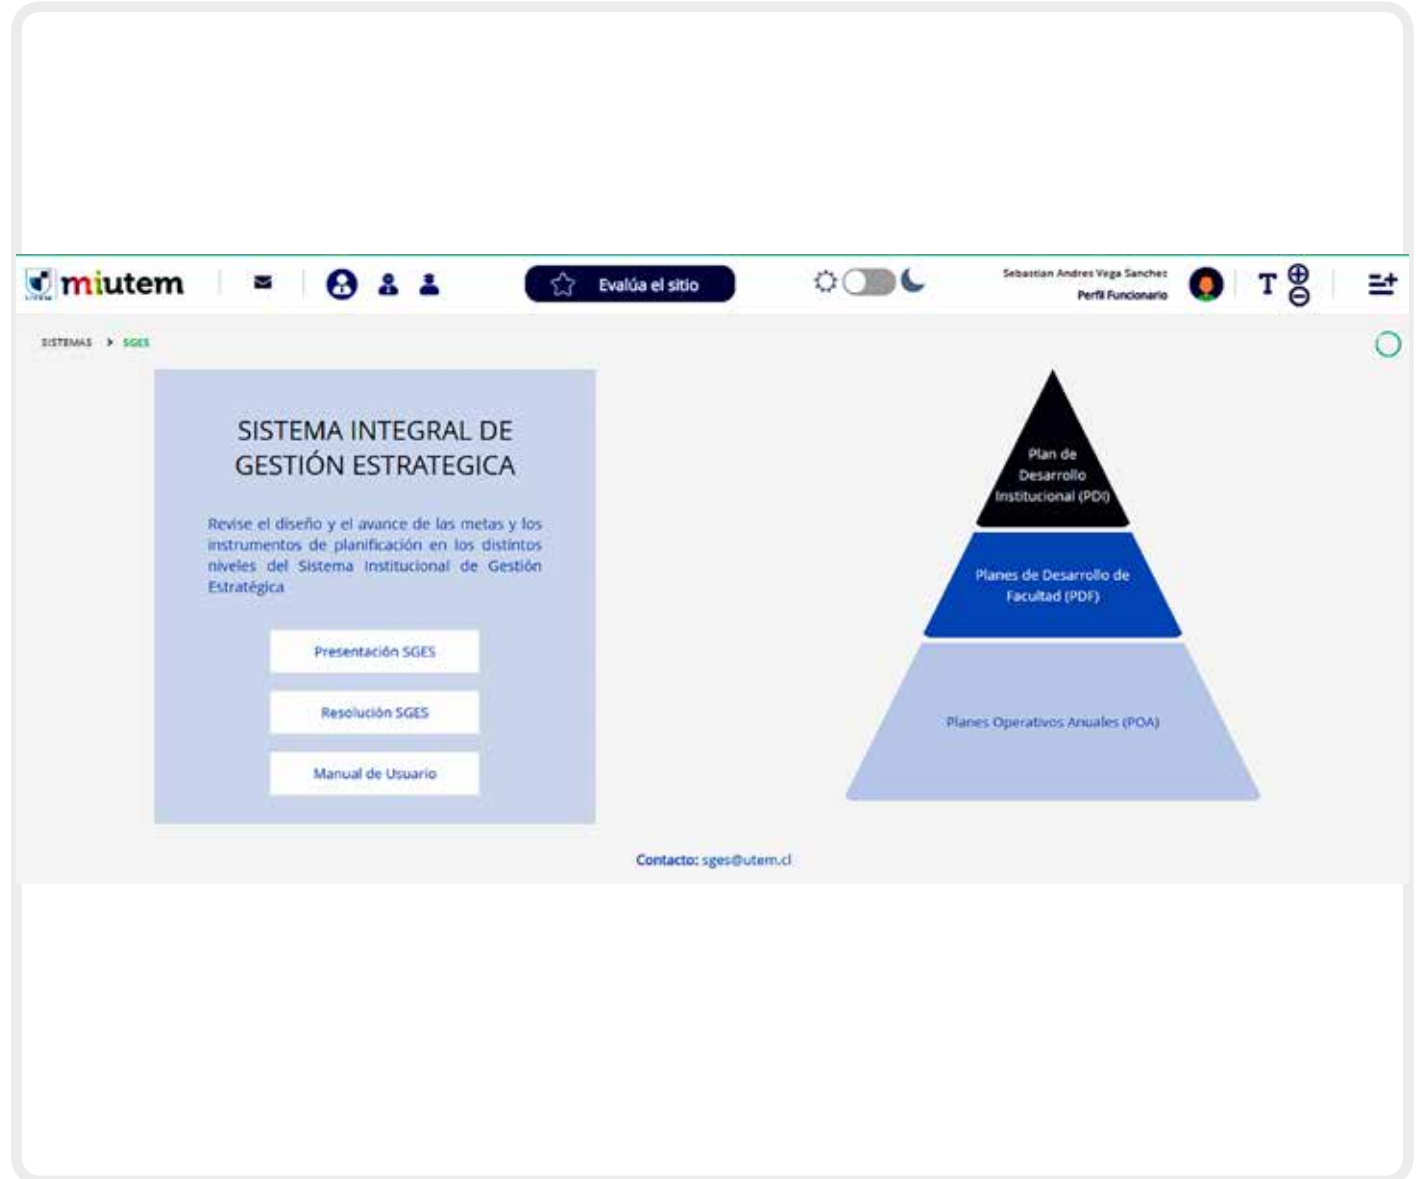 miutem
Evalúa el sitio
Sebastian Andres Vega Sanchez
Perfil Funcionario
T
SISTEMAS > SGES
SISTEMA INTEGRAL DE
GESTIÓN ESTRATEGICA
Revise el diseño y el avance de las metas y los
instrumentos de planificación en los distintos
niveles del Sistema Institucional de Gestión
Estratégica
Presentación SGES
Resolución SGES
Manual de Usuario
Plan de
Desarrollo
Institucional (PDI)
Planes de Desarrollo de
Facultad (PDF)
Planes Operativos Anuales (POA)
Contacto: sges@utem.cl